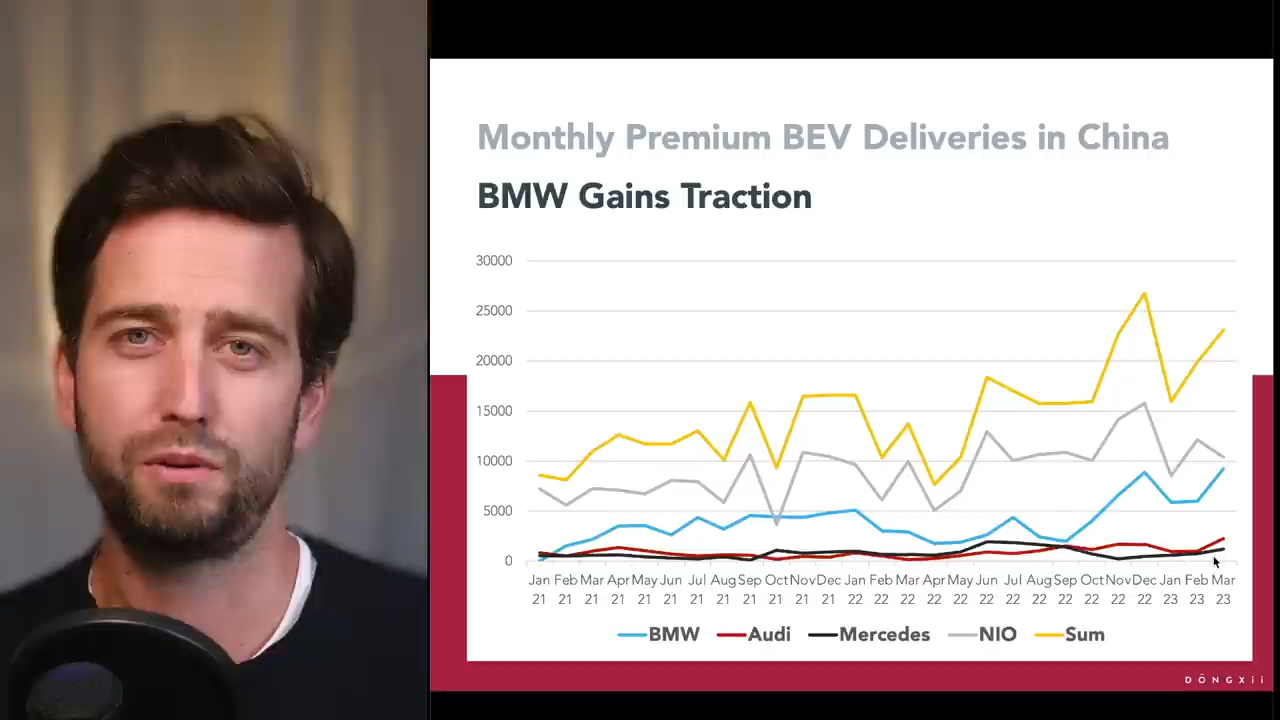 Monthly Premium BEV Deliveries in China
BMW Gains Traction
30000
25000
20000
15000
10000
5000
0
Jan Feb Mar Apr May Jun Jul Aug Sep Oct Nov Dec Jan Feb Mar Apr May Jun Jul Aug Sep Oct Nov Dec Jan Feb Mar
21 21 21 21 21 21 21 21 21 21 21 21 22 22 22 22 22 22 22 22 22 22 22 22 23 23 23
BMW Audi Mercedes NIO Sum
DŌNGXii